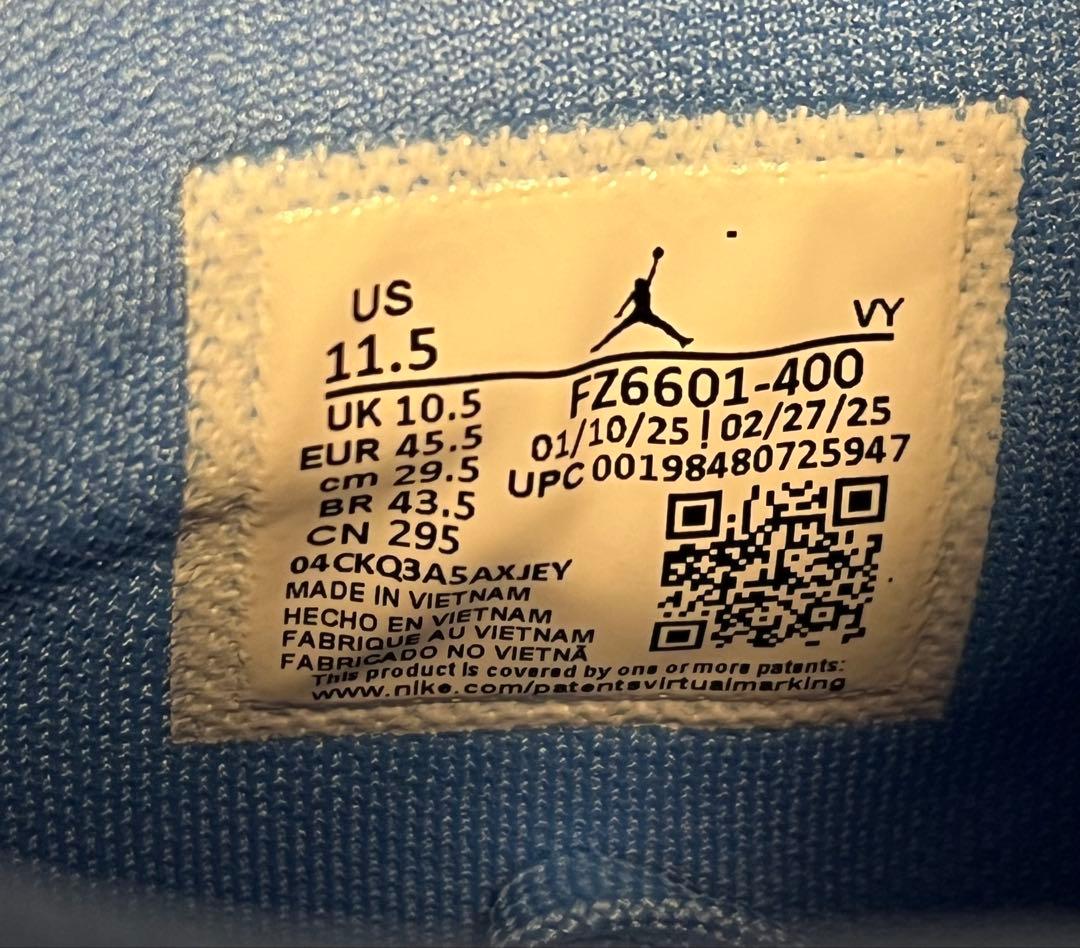 US
11.5
VY
UK 10.5
EUR 45.5
cm 29.5
BR 43.5
CN 295
FZ6601-400
01/10/25 | 02/27/25
UPC 00198480725947
04CKQ3A5AXJEY
MADE IN VIETNAM
HECHO EN VIETNAM
FABRIQUE AU VIETNAM
FABRICADO NO VIETNÃ
This product is covered by one or more patents:
www.nike.com/patentsvirtualmarking